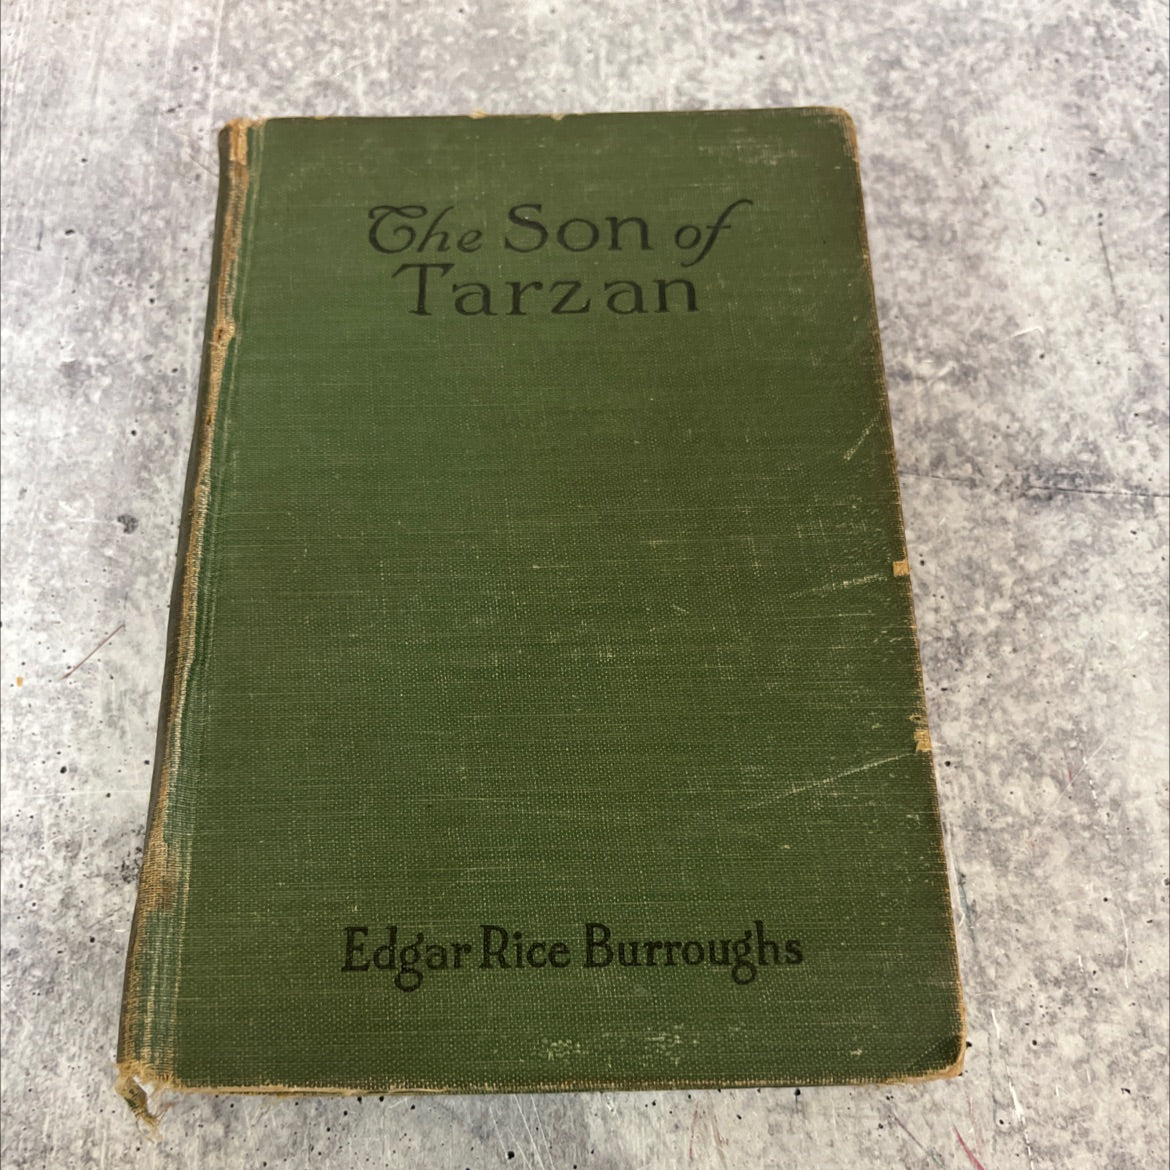 The Son of
Tarzan
Edgar Rice Burroughs